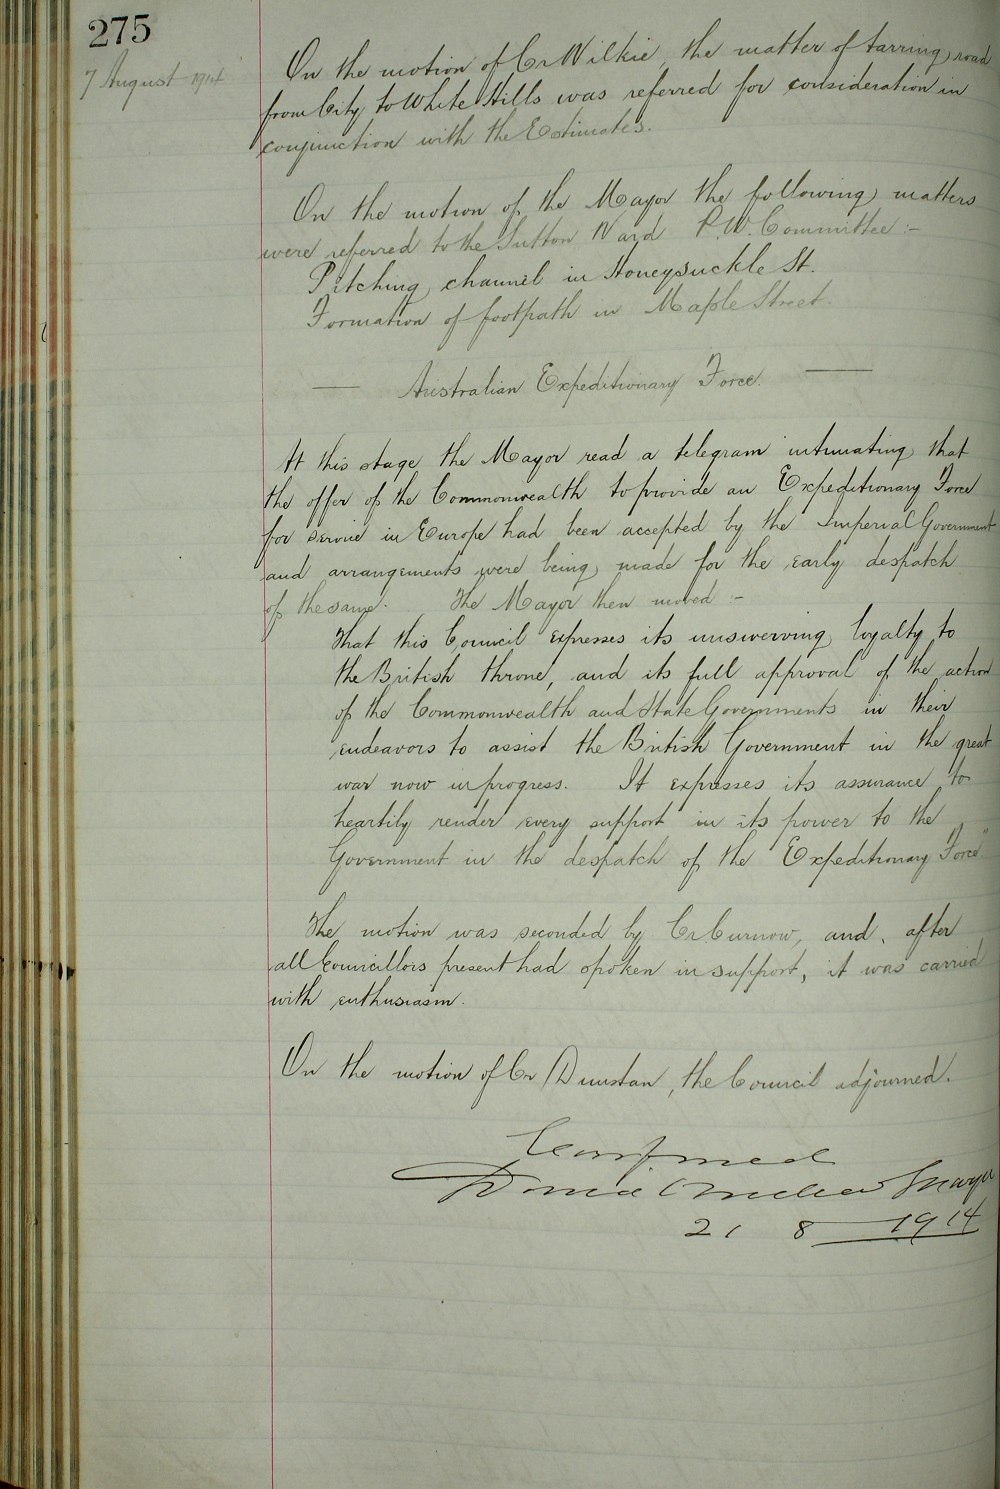 275
7 August 1914
On the motion of Cr Wilkie, the matter of tarring road
from City to White Hills was referred for consideration in
conjunction with the Estimates.
On the motion of the Mayor the following matters
were referred to the Sutton Ward P.W. Committee :-
Pitching channel in Honeysuckle St.
Formation of footpath in Maple Street.
Australian Expeditionary Force.
At this stage the Mayor read a telegram intimating that
the offer of the Commonwealth to provide an Expeditionary Force
for service in Europe had been accepted by the Imperial Government
and arrangements were being made for the early despatch
of the same. The Mayor then moved :-
That this Council expresses its unswerving loyalty to
the British throne, and its full approval of the action
of the Commonwealth and State Governments in their
endeavors to assist the British Government in the great
war now in progress. It expresses its assurance to
heartily render every support in its power to the
Government in the despatch of the Expeditionary Force"
The motion was seconded by Cr Curnow, and, after
all Councillors present had spoken in support, it was carried
with enthusiasm.
On the motion of Cr Dunstan, the Council adjourned.
Confirmed
Mayor
21 8 1914